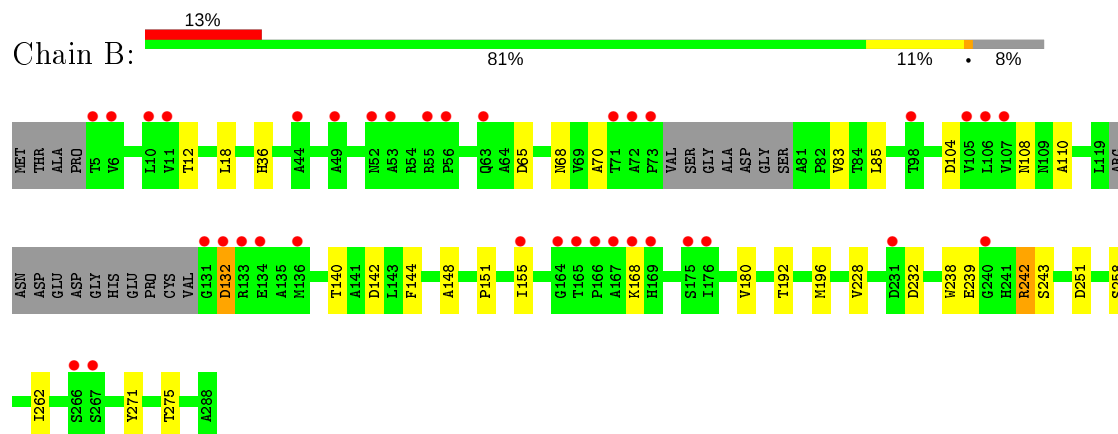 13%
Chain B:
81% 11% • 8%
MET THR ALA PRO T5 V6 L10 V11 T12 L18 H36 A44 A49 N52 A53 R54 R55 P56 Q63 A64 D65 N68 V69 A70 T71 A72 P73 VAL SER GLY ALA ASP GLY SER A81 P82 V83 T84 L85 T98 D104 V105 L106 V107 N108 N109 A110 L119
ASN ASP GLU ASP GLY HIS GLU PRO CYS VAL G131 D132 R133 E134 A135 M136 T140 A141 D142 L143 F144 A148 P151 I155 G164 T165 P166 A167 K168 H169 S175 I176 V180 T192 M196 V228 D231 D232 W238 E239 G240 H241 R242 S243 D251
I262 S266 S267 Y271 T275 A288